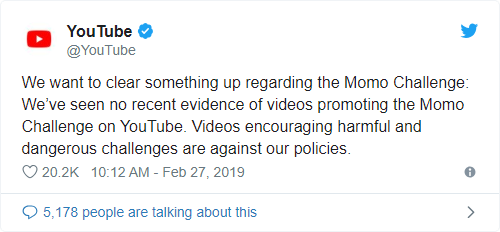 YouTube
@YouTube
We want to clear something up regarding the Momo Challenge:
We've seen no recent evidence of videos promoting the Momo
Challenge on YouTube. Videos encouraging harmful and
dangerous challenges are against our policies.
20.2K 10:12 AM - Feb 27, 2019
5,178 people are talking about this